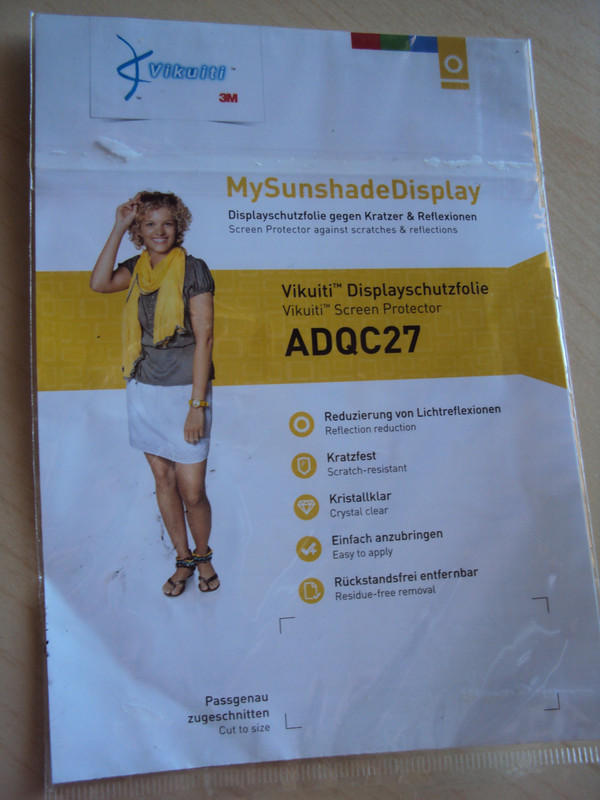 Vikuiti™
™
3M
MySunshadeDisplay
Displayschutzfolie gegen Kratzer & Reflexionen
Screen Protector against scratches & reflections
Vikuiti™ Displayschutzfolie
Vikuiti™ Screen Protector
ADQC27
Reduzierung von Lichtreflexionen
Reflection reduction
Kratzfest
Scratch-resistant
Kristallklar
Crystal clear
Einfach anzubringen
Easy to apply
Rückstandsfrei entfernbar
Residue-free removal
Passgenau
zugeschnitten
Cut to size